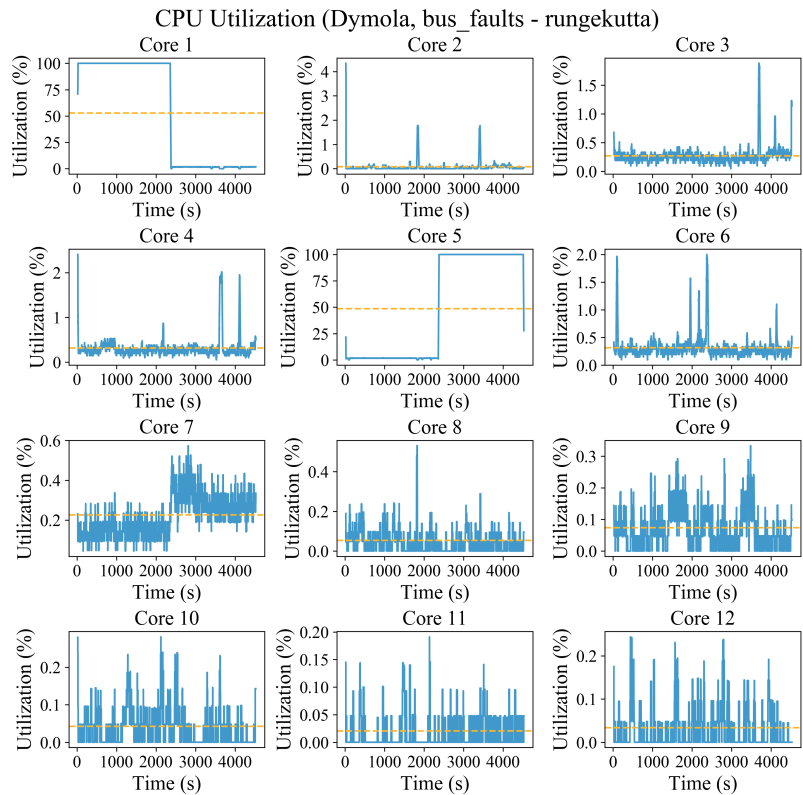 CPU Utilization (Dymola, bus_faults - rungekutta)
Core 1
Core 2
Core 3
Utilization (%)
100
75
50
25
0
0 1000 2000 3000 4000
Time (s)
Utilization (%)
4
3
2
1
0
0 1000 2000 3000 4000
Time (s)
Utilization (%)
1.5
1.0
0.5
0.0
0 1000 2000 3000 4000
Time (s)
Core 4
Core 5
Core 6
Utilization (%)
2
1
0
0 1000 2000 3000 4000
Time (s)
Utilization (%)
100
75
50
25
0
0 1000 2000 3000 4000
Time (s)
Utilization (%)
2.0
1.5
1.0
0.5
0.0
0 1000 2000 3000 4000
Time (s)
Core 7
Core 8
Core 9
Utilization (%)
0.6
0.4
0.2
0 1000 2000 3000 4000
Time (s)
Utilization (%)
0.4
0.2
0.0
0 1000 2000 3000 4000
Time (s)
Utilization (%)
0.3
0.2
0.1
0.0
0 1000 2000 3000 4000
Time (s)
Core 10
Core 11
Core 12
Utilization (%)
0.2
0.1
0.0
0 1000 2000 3000 4000
Time (s)
Utilization (%)
0.20
0.15
0.10
0.05
0.00
0 1000 2000 3000 4000
Time (s)
Utilization (%)
0.2
0.1
0.0
0 1000 2000 3000 4000
Time (s)